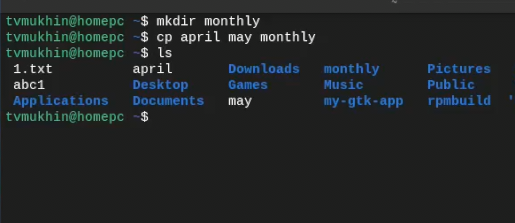 tvmukhin@homepc ~$ mkdir monthly
tvmukhin@homepc ~$ cp april may monthly
tvmukhin@homepc ~$ ls
1.txt april Downloads monthly Pictures
abc1 Desktop Games Music Public
Applications Documents may my-gtk-app rpmbuild '
tvmukhin@homepc ~$